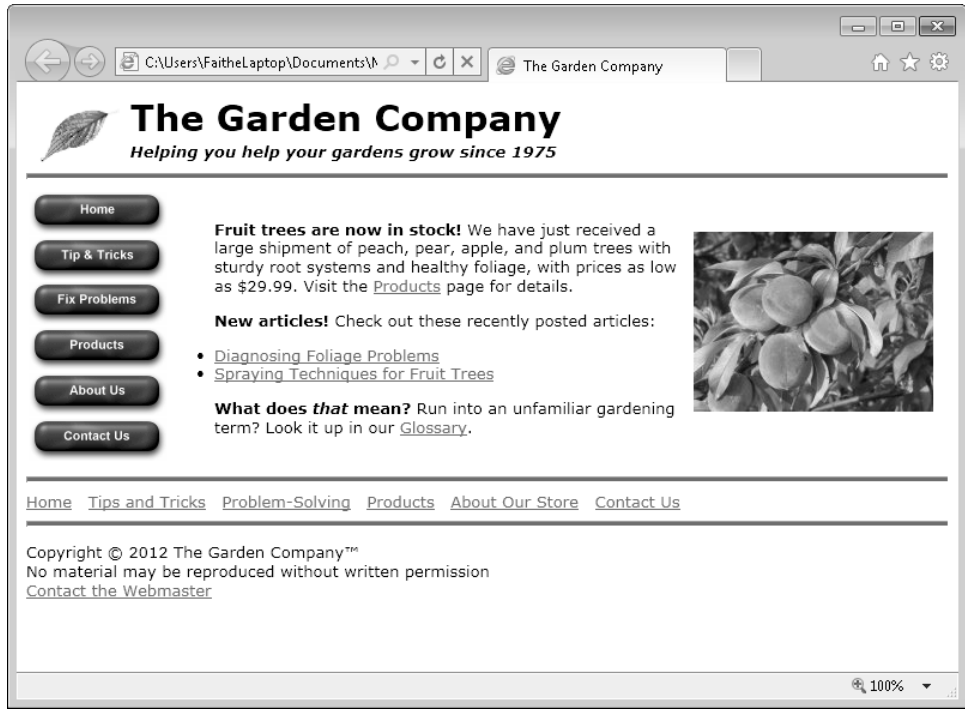 C:\Users\FaitheLaptop\Documents\N
The Garden Company
The Garden Company
Helping you help your gardens grow since 1975
Home
Tip & Tricks
Fix Problems
Products
About Us
Contact Us
Fruit trees are now in stock! We have just received a
large shipment of peach, pear, apple, and plum trees with
sturdy root systems and healthy foliage, with prices as low
as $29.99. Visit the Products page for details.
New articles! Check out these recently posted articles:
• Diagnosing Foliage Problems
• Spraying Techniques for Fruit Trees
What does that mean? Run into an unfamiliar gardening
term? Look it up in our Glossary.
Home Tips and Tricks Problem-Solving Products About Our Store Contact Us
Copyright © 2012 The Garden Company™
No material may be reproduced without written permission
Contact the Webmaster
100%